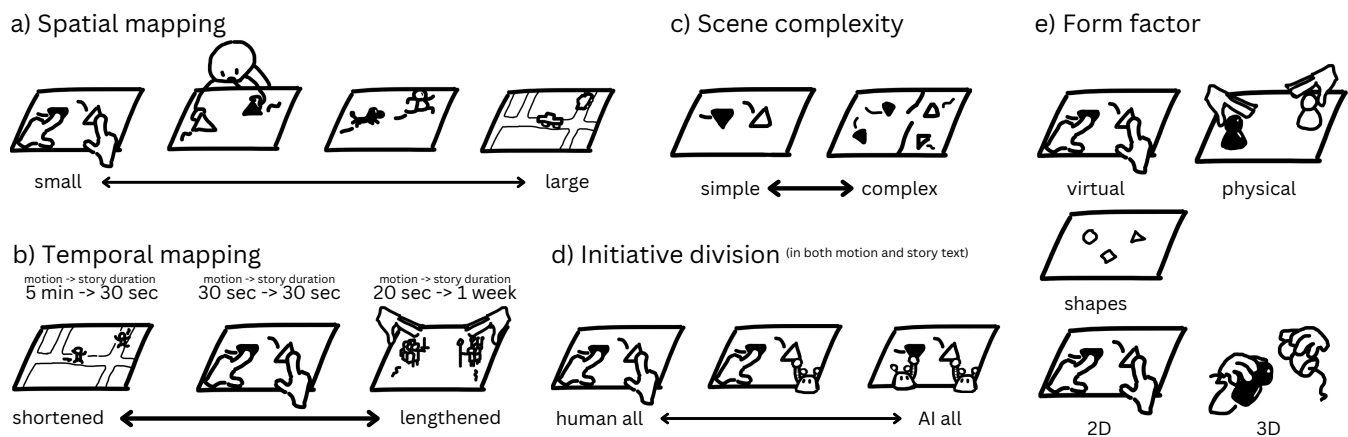 a) Spatial mapping
small
large
b) Temporal mapping
motion -> story duration
5 min -> 30 sec
motion -> story duration
30 sec -> 30 sec
motion -> story duration
20 sec -> 1 week
shortened
lengthened
c) Scene complexity
simple
complex
d) Initiative division (in both motion and story text)
human all
AI all
e) Form factor
virtual
physical
shapes
2D
3D